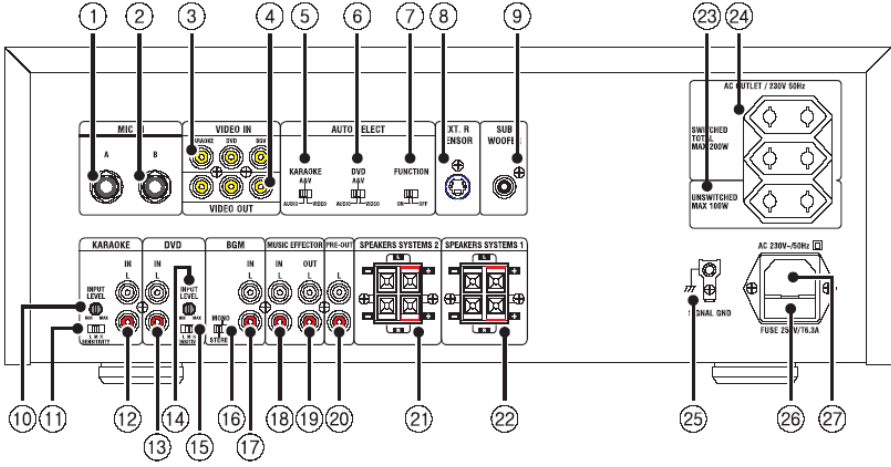 1 2 3 4 5 6 7 8 9 23 24
AC OUTLET / 230V 50Hz
MIC
VIDEO IN
AUTO SELECT
SUB
WOOFER
A B
DVD BGM
SWITCHED
TOTAL
MAX 200W
KARAOKE
A&V
DVD
A&V
FUNCTION
AUDIO VIDEO
AUDIO VIDEO
ON OFF
VIDEO OUT
UNSWITCHED
MAX 100W
KARAOKE DVD BGM MUSIC EFFECTOR PRE-OUT SPEAKERS SYSTEMS 2 SPEAKERS SYSTEMS 1
AC 230V~/50Hz
IN IN IN IN OUT
L L L L L L
INPUT
LEVEL
INPUT
LEVEL
MIN MAX
MIN MAX
MONO
STEREO
L M H
SENSITIVITY
L M H
SIGNAL GND
FUSE 250V/T6.3A
10 11 12 13 14 15 16 17 18 19 20 21 22 25 26 27